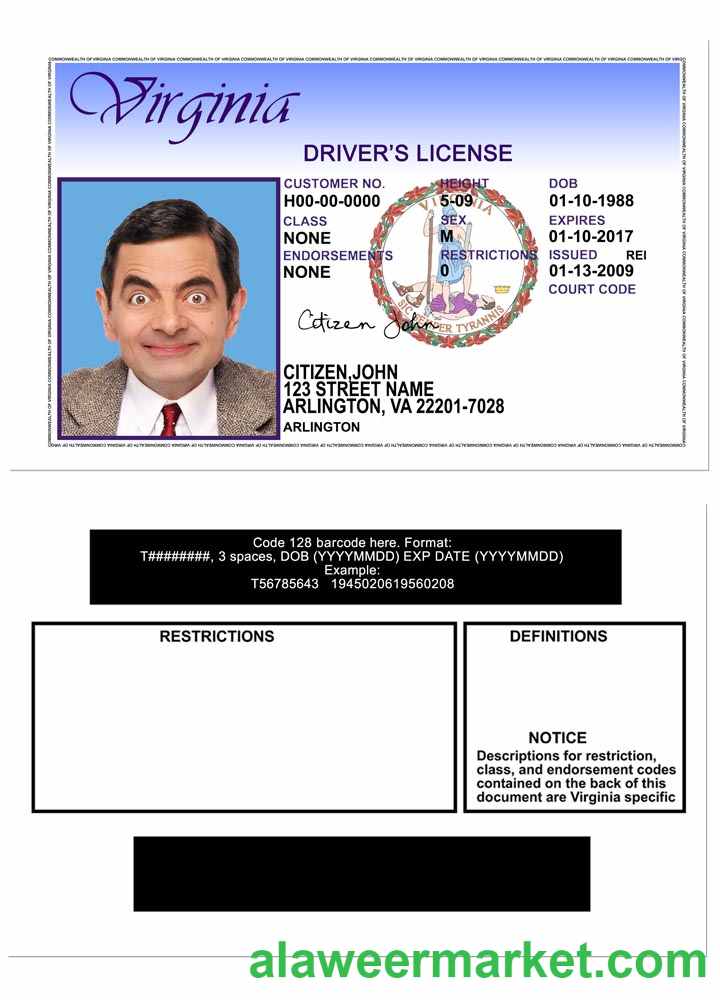 COMMONWEALTH OF VIRGINIA COMMONWEALTH OF VIRGINIA COMMONWEALTH OF VIRGINIA COMMONWEALTH OF VIRGINIA COMMONWEALTH OF VIRGINIA COMMONWEALTH OF VIRGINIA COMMONWEALTH OF VIRGINIA COMMONWEALTH OF VIRGINIA COMMONWEALTH OF VIRGINIA
Virginia
DRIVER'S LICENSE
CUSTOMER NO. HEIGHT DOB
H00-00-0000 5-09 01-10-1988
CLASS SEX EXPIRES
NONE M 01-10-2017
ENDORSEMENTS RESTRICTIONS ISSUED REI
NONE 0 01-13-2009
COURT CODE
TYRANNIS
Citizen John
CITIZEN,JOHN
123 STREET NAME
ARLINGTON, VA 22201-7028
ARLINGTON
Code 128 barcode here. Format:
T########, 3 spaces, DOB (YYYYMMDD) EXP DATE (YYYYMMDD)
Example:
T56785643   1945020619560208
RESTRICTIONS
DEFINITIONS
NOTICE
Descriptions for restriction,
class, and endorsement codes
contained on the back of this
document are Virginia specific
alaweermarket.com